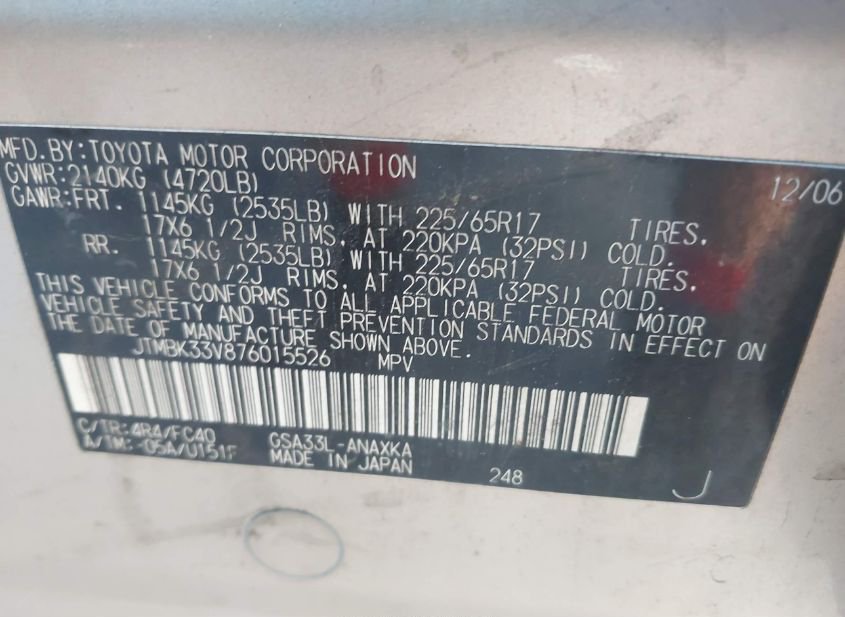 MFD. BY: TOYOTA MOTOR CORPORATION 12/06
GVWR: 2140KG (4720LB)
GAWR: FRT. 1145KG (2535LB) WITH 225/65R17 TIRES,
17X6 1/2J RIMS, AT 220KPA (32PSI) COLD.
RR. 1145KG (2535LB) WITH 225/65R17 TIRES,
17X6 1/2J RIMS, AT 220KPA (32PSI) COLD.
THIS VEHICLE CONFORMS TO ALL APPLICABLE FEDERAL MOTOR
VEHICLE SAFETY AND THEFT PREVENTION STANDARDS IN EFFECT ON
THE DATE OF MANUFACTURE SHOWN ABOVE.
JTMBK33V876015526 MPV
C/TR: 4R4/FC40 GSA33L-ANAXKA
A/TM: -05A/U151F MADE IN JAPAN 248 J